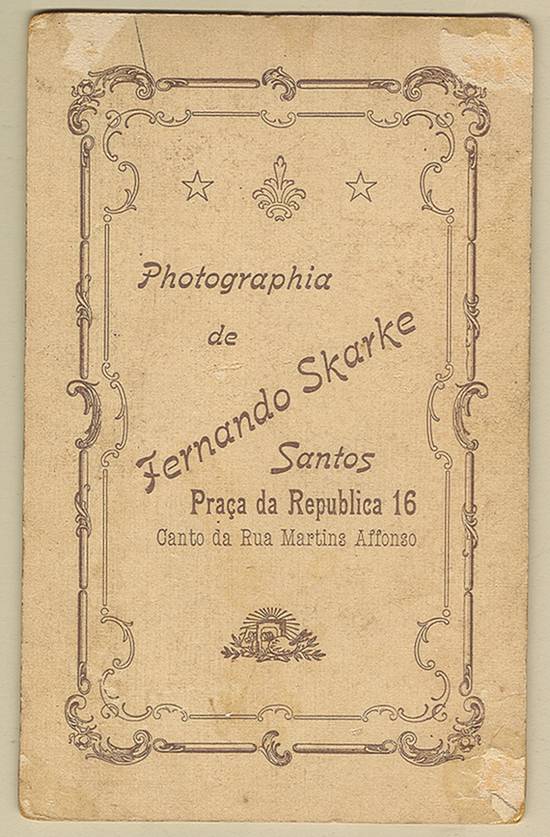 Photographia
de
Fernando Skarke
Santos
Praça da Republica 16
Canto da Rua Martins Affonso